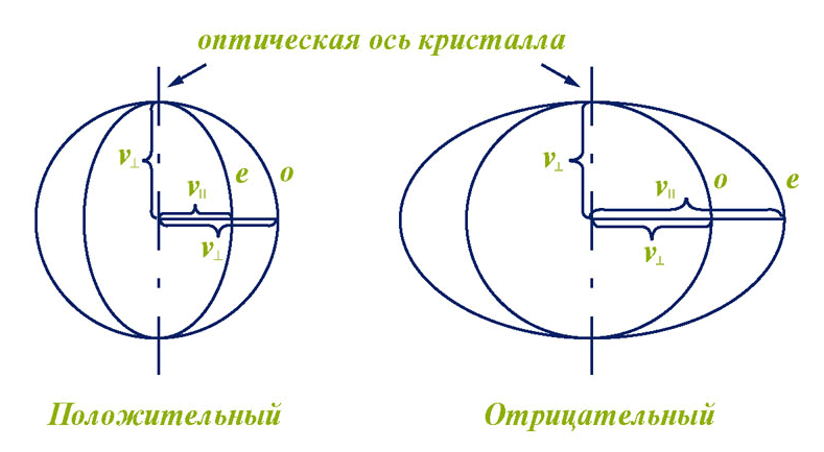 оптическая ось кристалла
v⊥
e
o
v||
v⊥
v⊥
v||
o
e
v⊥
Положительный
Отрицательный